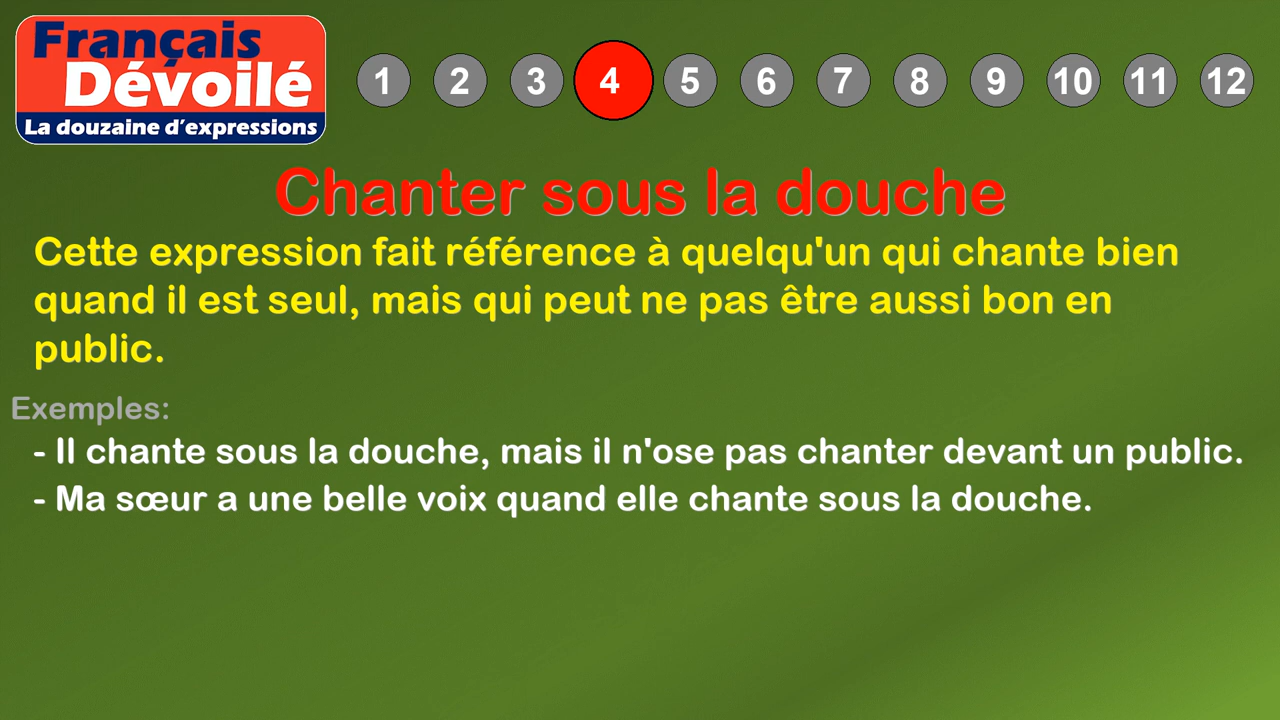 Français
Dévoilé
La douzaine d'expressions
1 2 3 4 5 6 7 8 9 10 11 12
Chanter sous la douche
Cette expression fait référence à quelqu'un qui chante bien
quand il est seul, mais qui peut ne pas être aussi bon en
public.
Exemples:
- Il chante sous la douche, mais il n'ose pas chanter devant un public.
- Ma sœur a une belle voix quand elle chante sous la douche.